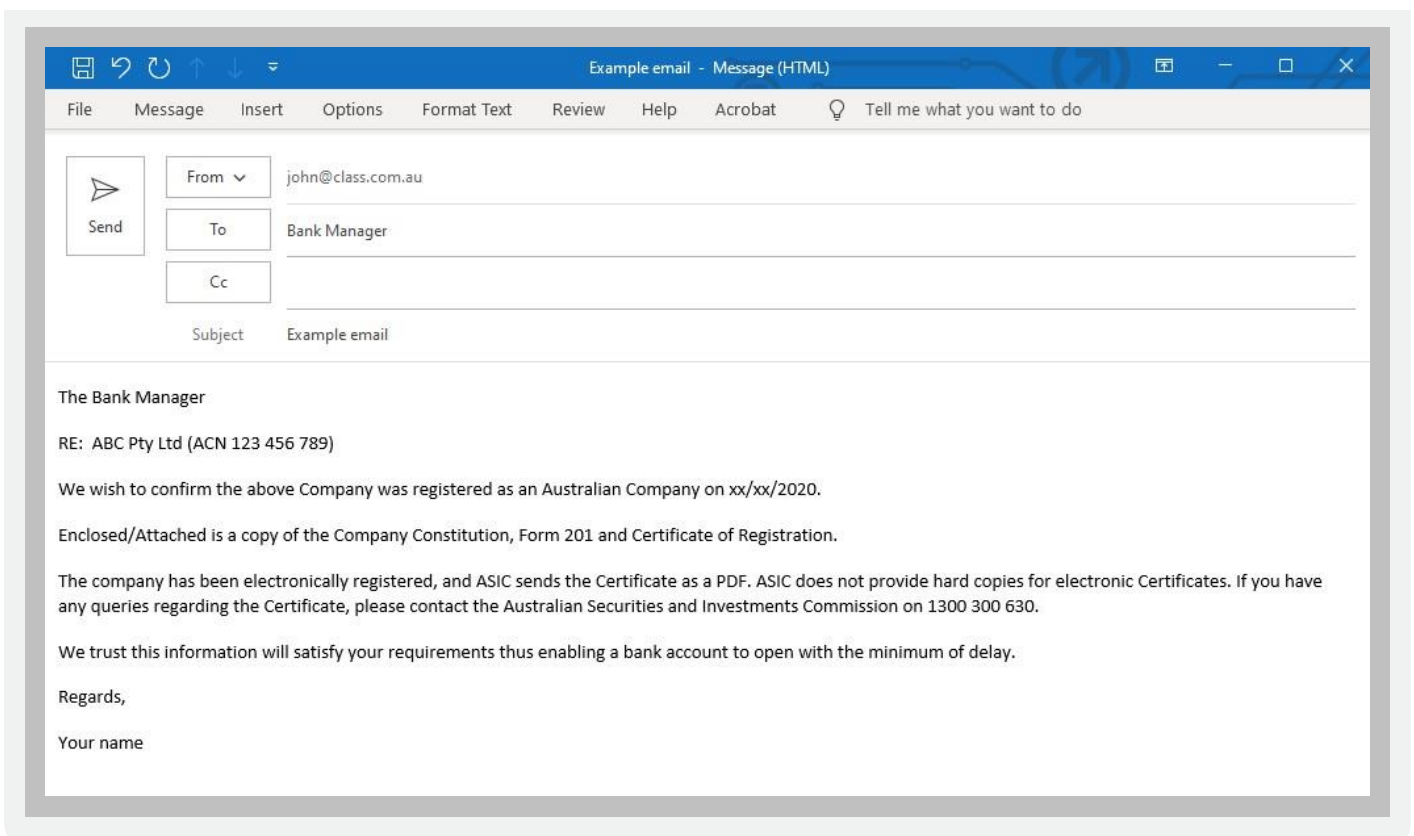 Example email - Message (HTML)
File Message Insert Options Format Text Review Help Acrobat Tell me what you want to do
Send
From john@class.com.au
To Bank Manager
Cc
Subject Example email
The Bank Manager
RE: ABC Pty Ltd (ACN 123 456 789)
We wish to confirm the above Company was registered as an Australian Company on xx/xx/2020.
Enclosed/Attached is a copy of the Company Constitution, Form 201 and Certificate of Registration.
The company has been electronically registered, and ASIC sends the Certificate as a PDF. ASIC does not provide hard copies for electronic Certificates. If you have
any queries regarding the Certificate, please contact the Australian Securities and Investments Commission on 1300 300 630.
We trust this information will satisfy your requirements thus enabling a bank account to open with the minimum of delay.
Regards,
Your name